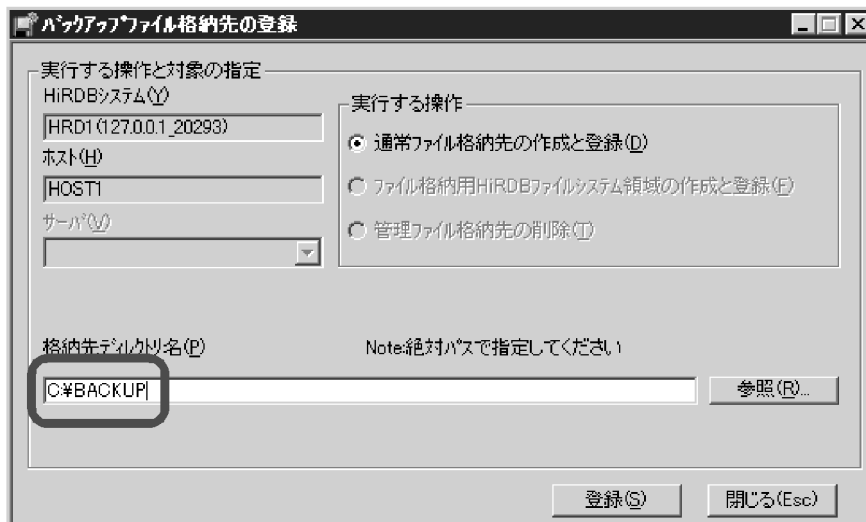 バックアップファイル格納先の登録
実行する操作と対象の指定
HiRDBシステム(Y)
HRD1(127.0.0.1_20293)
ホスト(H)
HOST1
サーバ(V)
実行する操作
通常ファイル格納先の作成と登録(D)
ファイル格納用HiRDBファイルシステム領域の作成と登録(F)
管理ファイル格納先の削除(T)
格納先ディレクトリ名(P)
Note:絶対パスで指定してください
C:¥BACKUP
参照(R)...
登録(S)
閉じる(Esc)